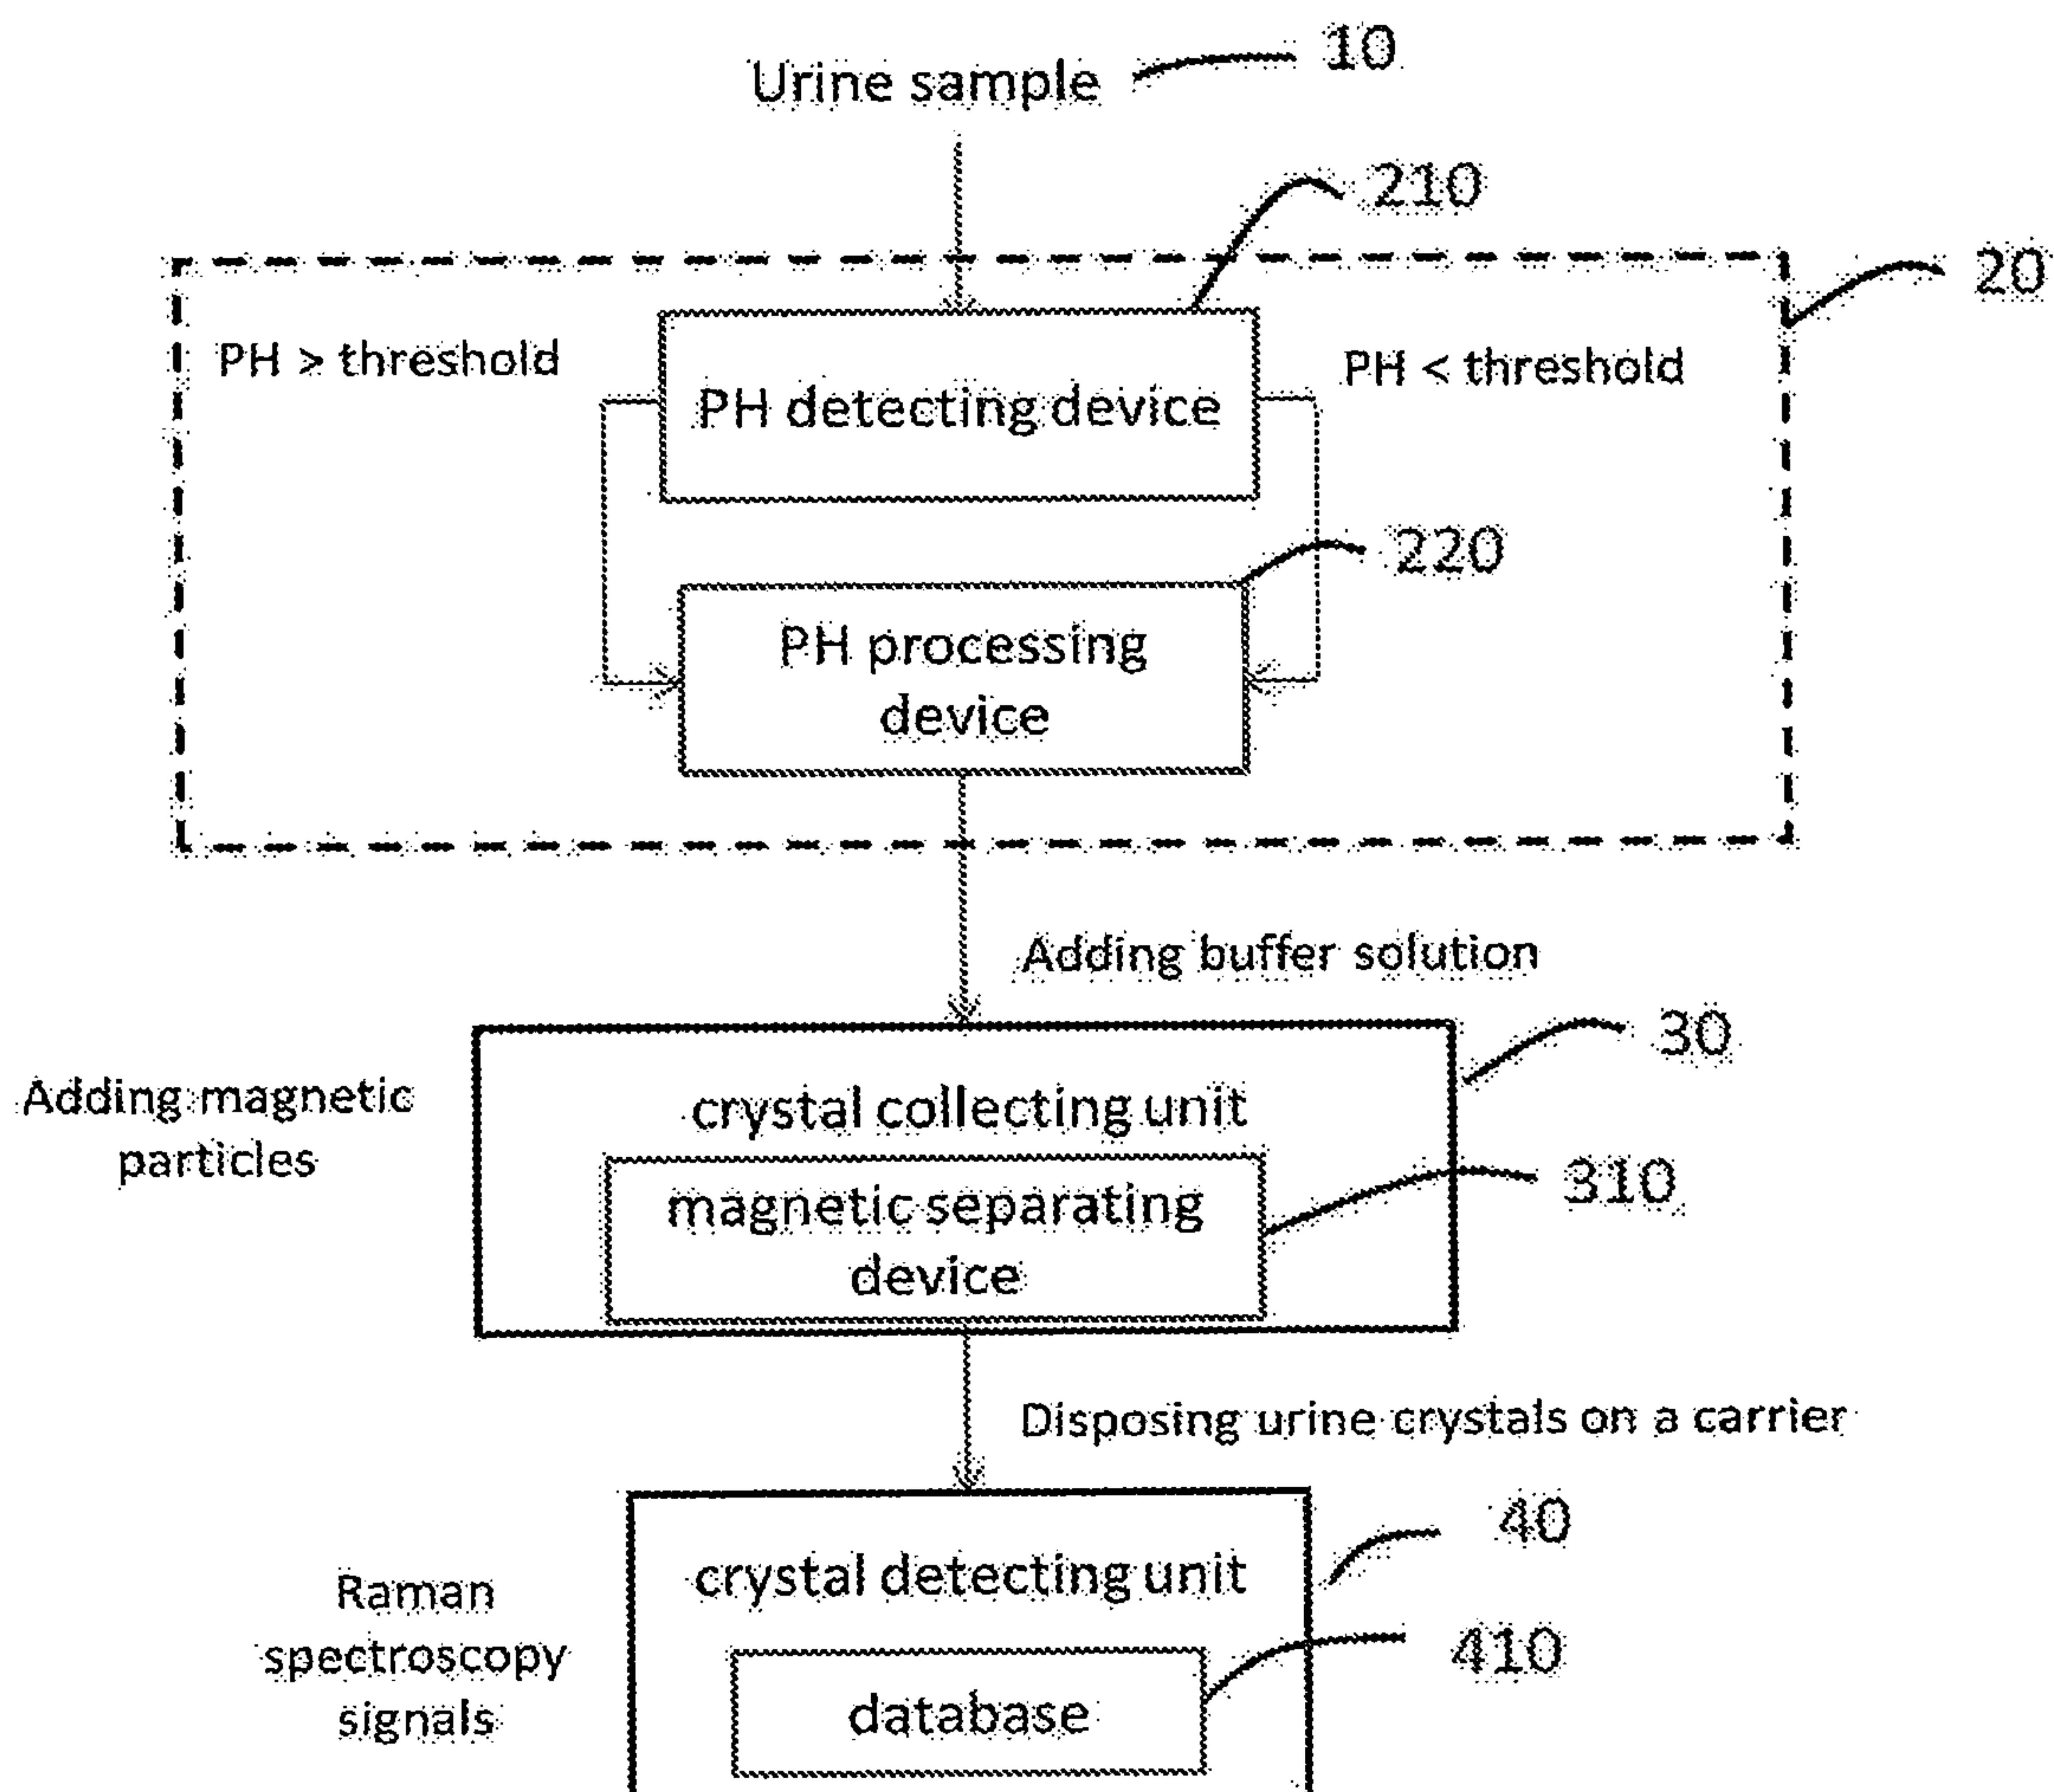 Urine sample
10
210
20
PH > threshold
PH < threshold
PH detecting device
220
PH processing
device
Adding buffer solution
30
Adding magnetic
particles
crystal collecting unit
310
magnetic separating
device
Disposing urine crystals on a carrier
40
crystal detecting unit
Raman
spectroscopy
signals
410
database